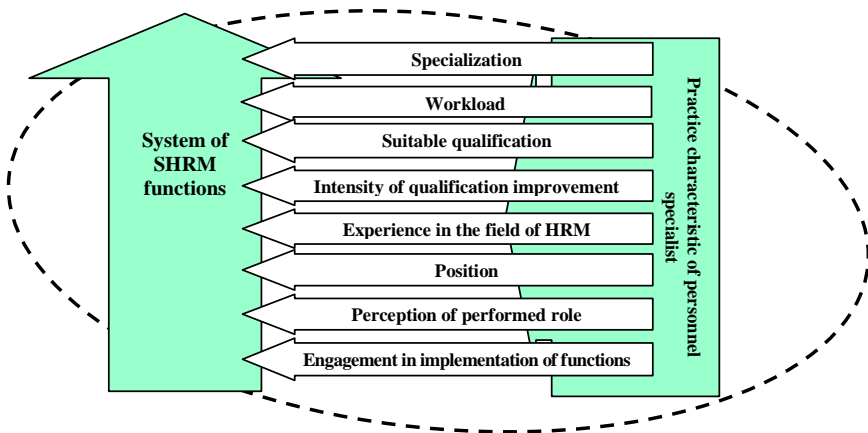 System of
SHRM
functions
Specialization
Workload
Suitable qualification
Intensity of qualification improvement
Experience in the field of HRM
Position
Perception of performed role
Engagement in implementation of functions
Practice characteristic of personnel
specialist